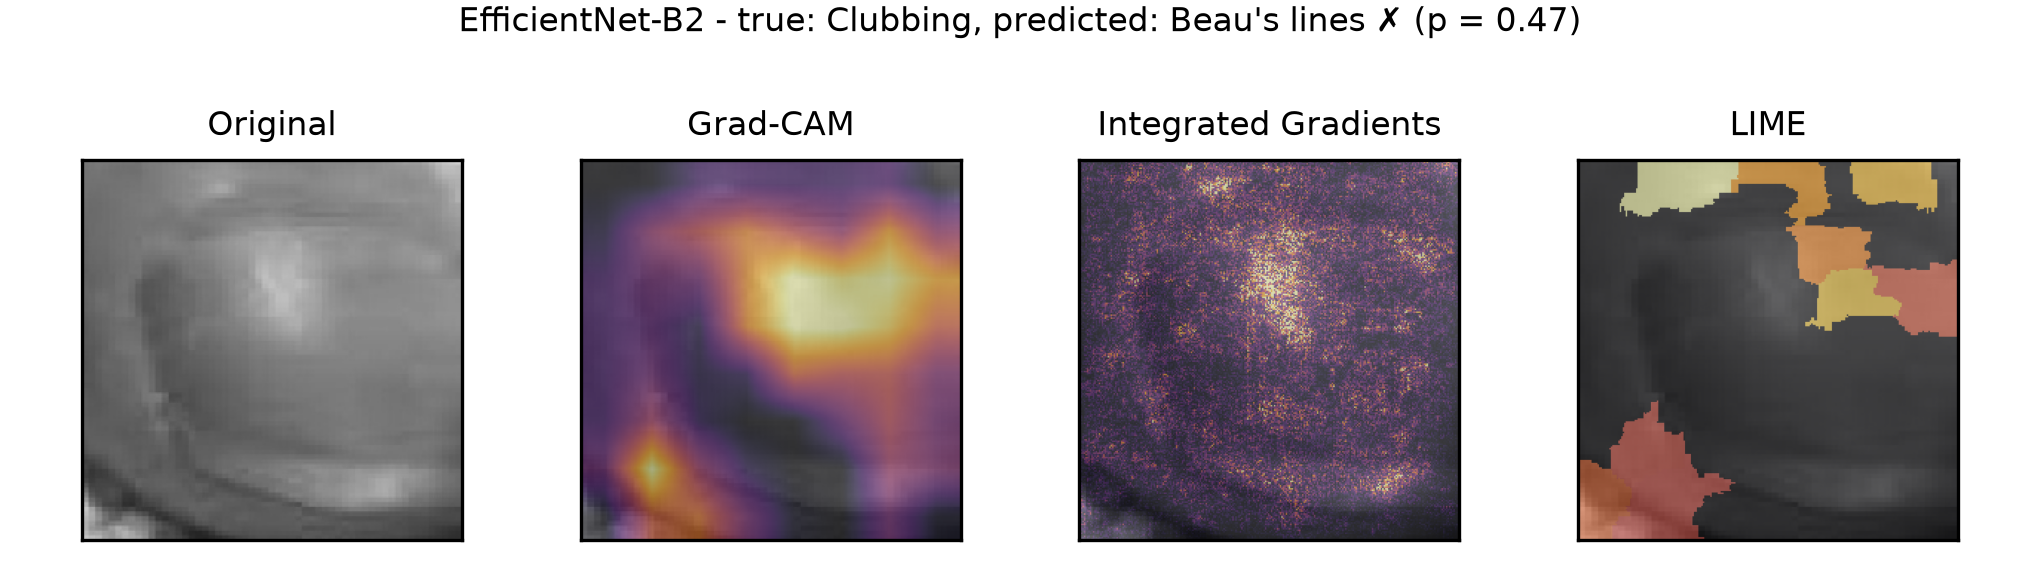 EfficientNet-B2 - true: Clubbing, predicted: Beau's lines ✗ (p = 0.47)
Original
Grad-CAM
Integrated Gradients
LIME